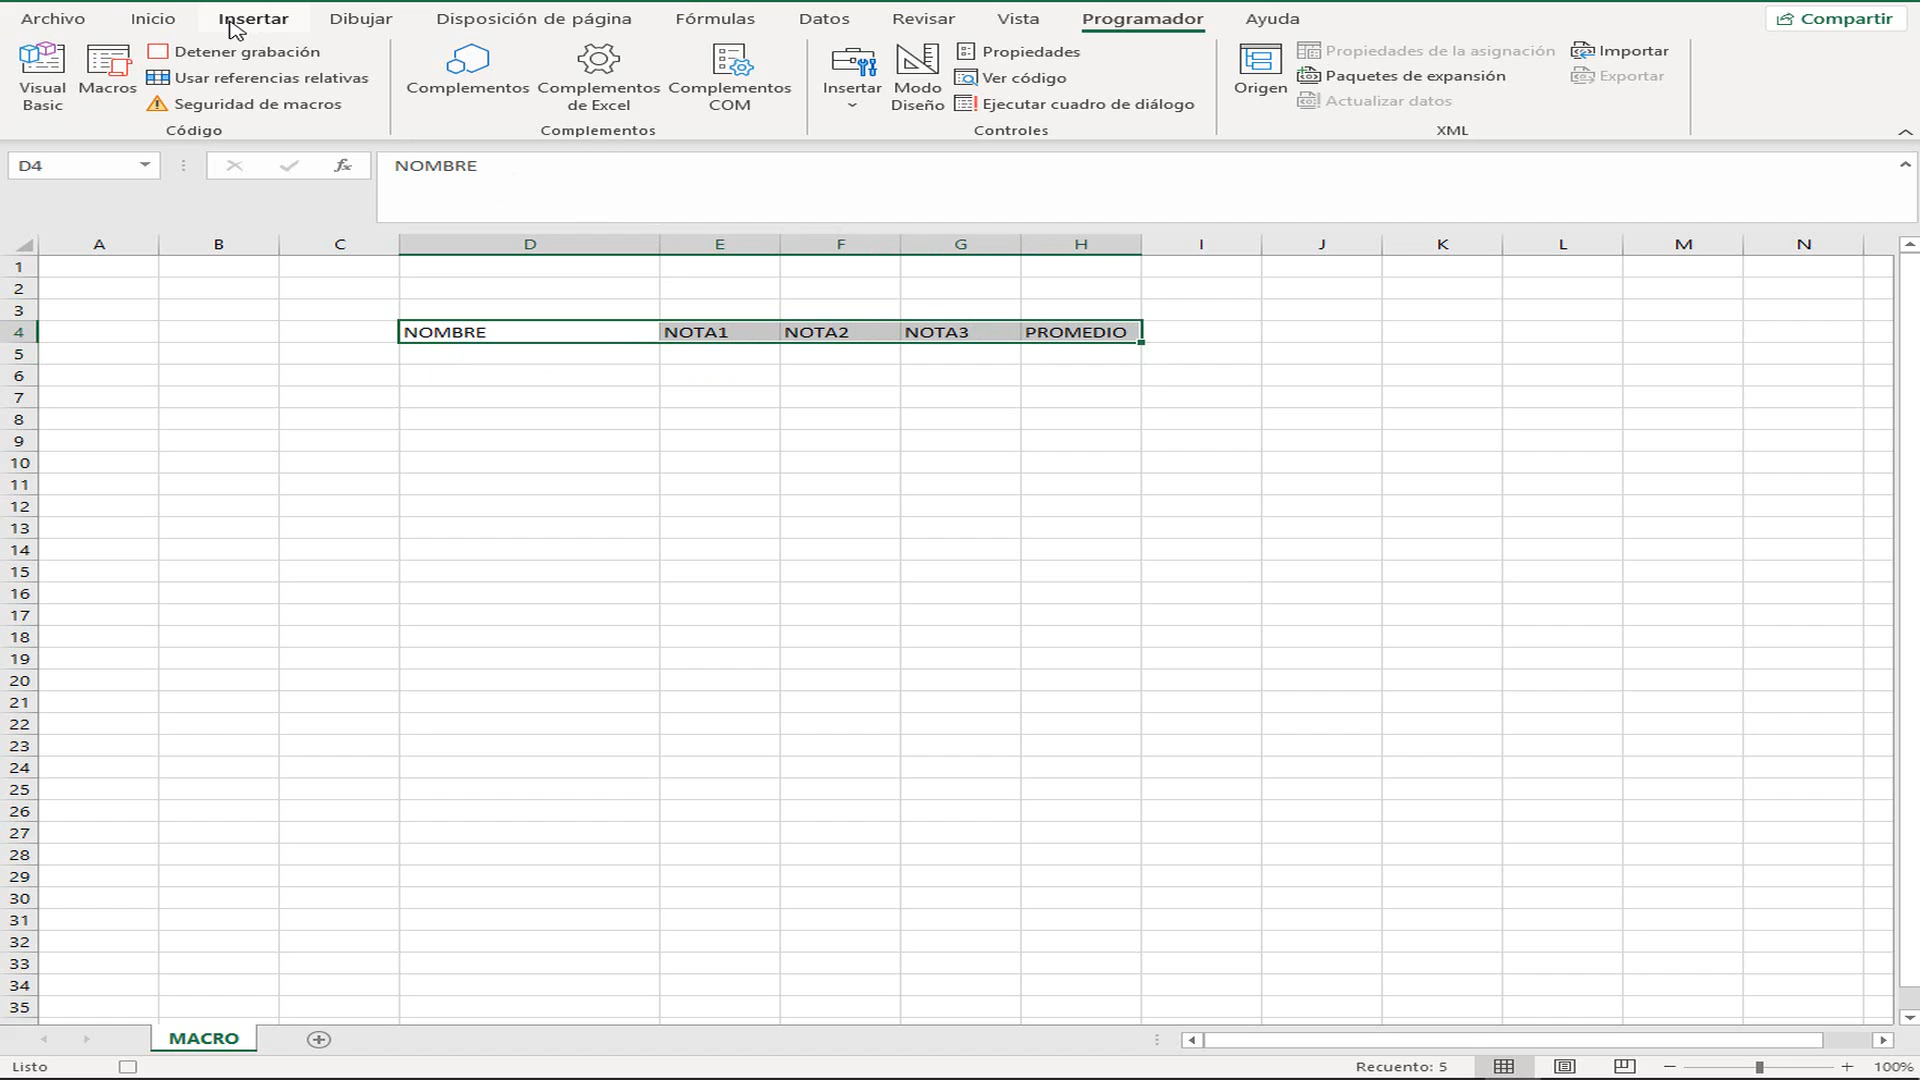 Archivo Inicio Insertar Dibujar Disposición de página Fórmulas Datos Revisar Vista Programador Ayuda Compartir
Visual Basic
Macros
Detener grabación
Usar referencias relativas
Seguridad de macros
Código
Complementos
Complementos de Excel
Complementos COM
Complementos
Insertar
Modo Diseño
Propiedades
Ver código
Ejecutar cuadro de diálogo
Controles
Origen
Propiedades de la asignación
Paquetes de expansión
Actualizar datos
Importar
Exportar
XML
D4 fx NOMBRE
A B C D E F G H I J K L M N
1
2
3
4 NOMBRE NOTA1 NOTA2 NOTA3 PROMEDIO
5
6
7
8
9
10
11
12
13
14
15
16
17
18
19
20
21
22
23
24
25
26
27
28
29
30
31
32
33
34
35
MACRO
Listo Recuento: 5 100%